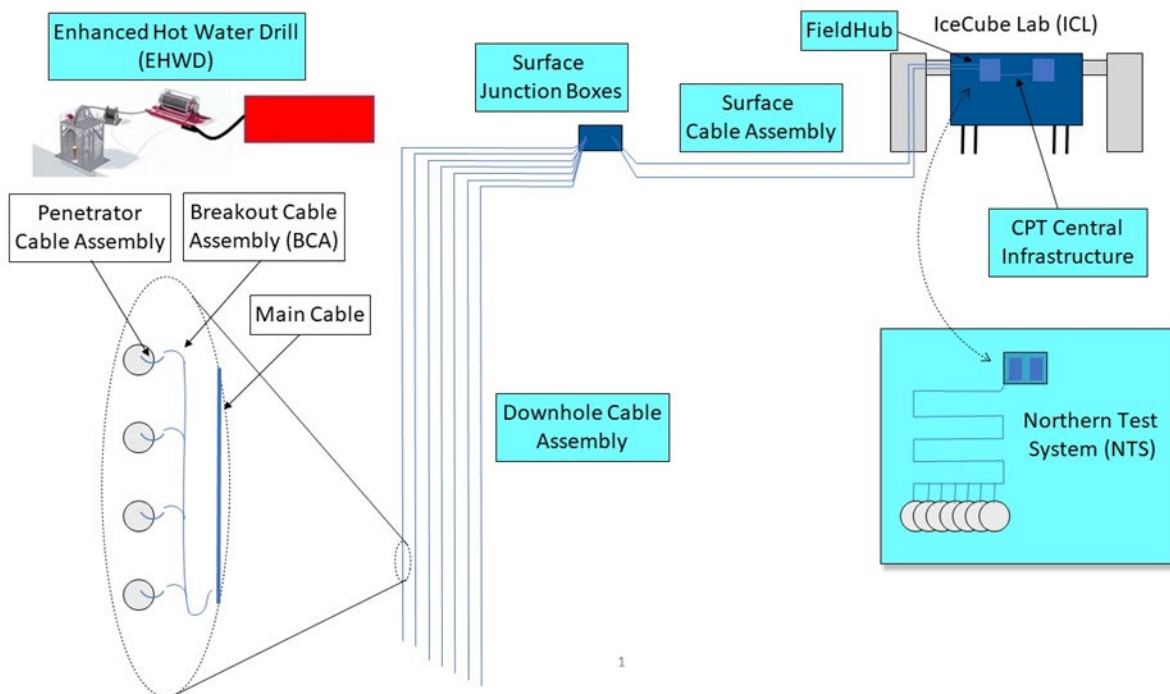 Enhanced Hot Water Drill
(EHWD)
Surface
Junction Boxes
FieldHub
IceCube Lab (ICL)
Surface
Cable Assembly
CPT Central
Infrastructure
Penetrator
Cable Assembly
Breakout Cable
Assembly (BCA)
Main Cable
Downhole Cable
Assembly
Northern Test
System (NTS)
1